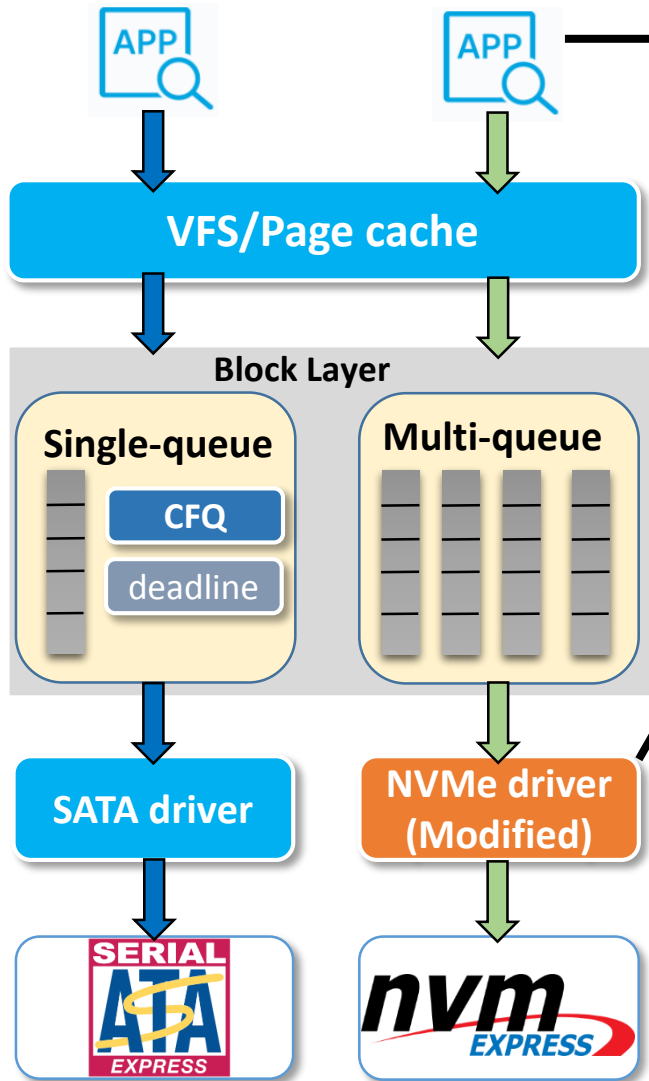 APP
APP
VFS/Page cache
Block Layer
Single-queue
CFQ
deadline
Multi-queue
SATA driver
NVMe driver
(Modified)
SERIAL
ATA
EXPRESS
nvm
EXPRESS